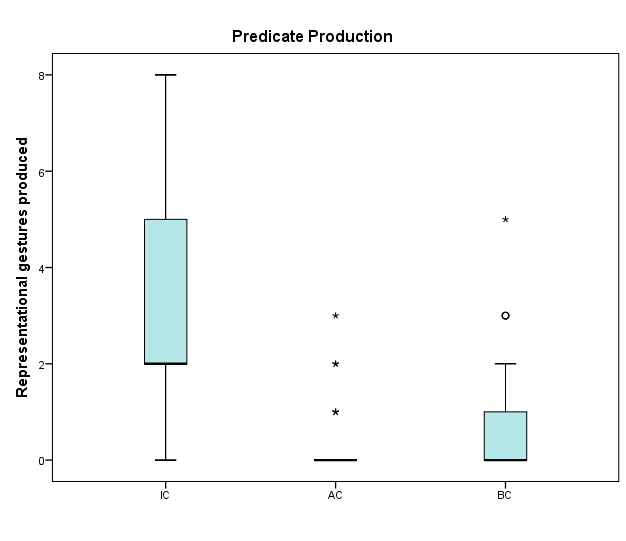 Predicate Production
Representational gestures produced
8
6
4
2
0
IC
AC
BC